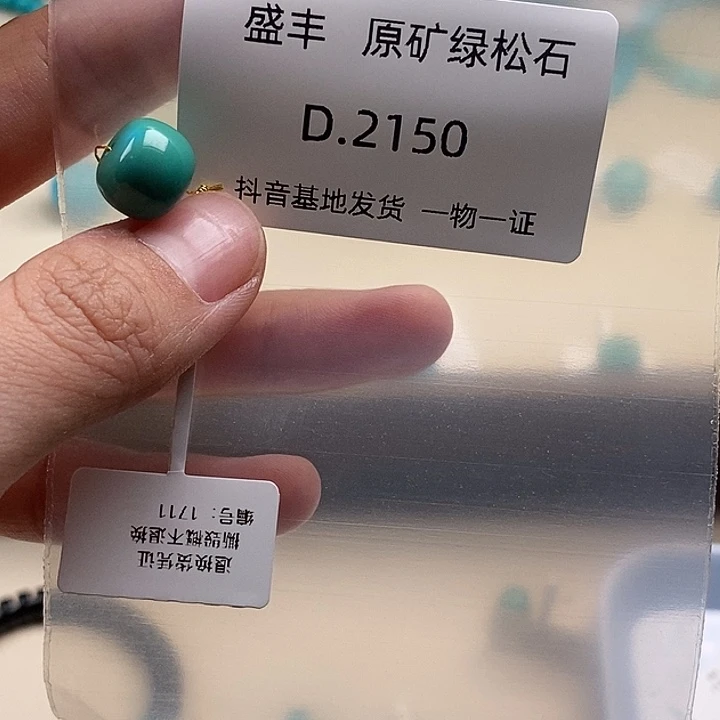 盛丰 原矿绿松石
D.2150
抖音基地发货 一物一证
退换货凭证
撕毁概不退换
编号：1711